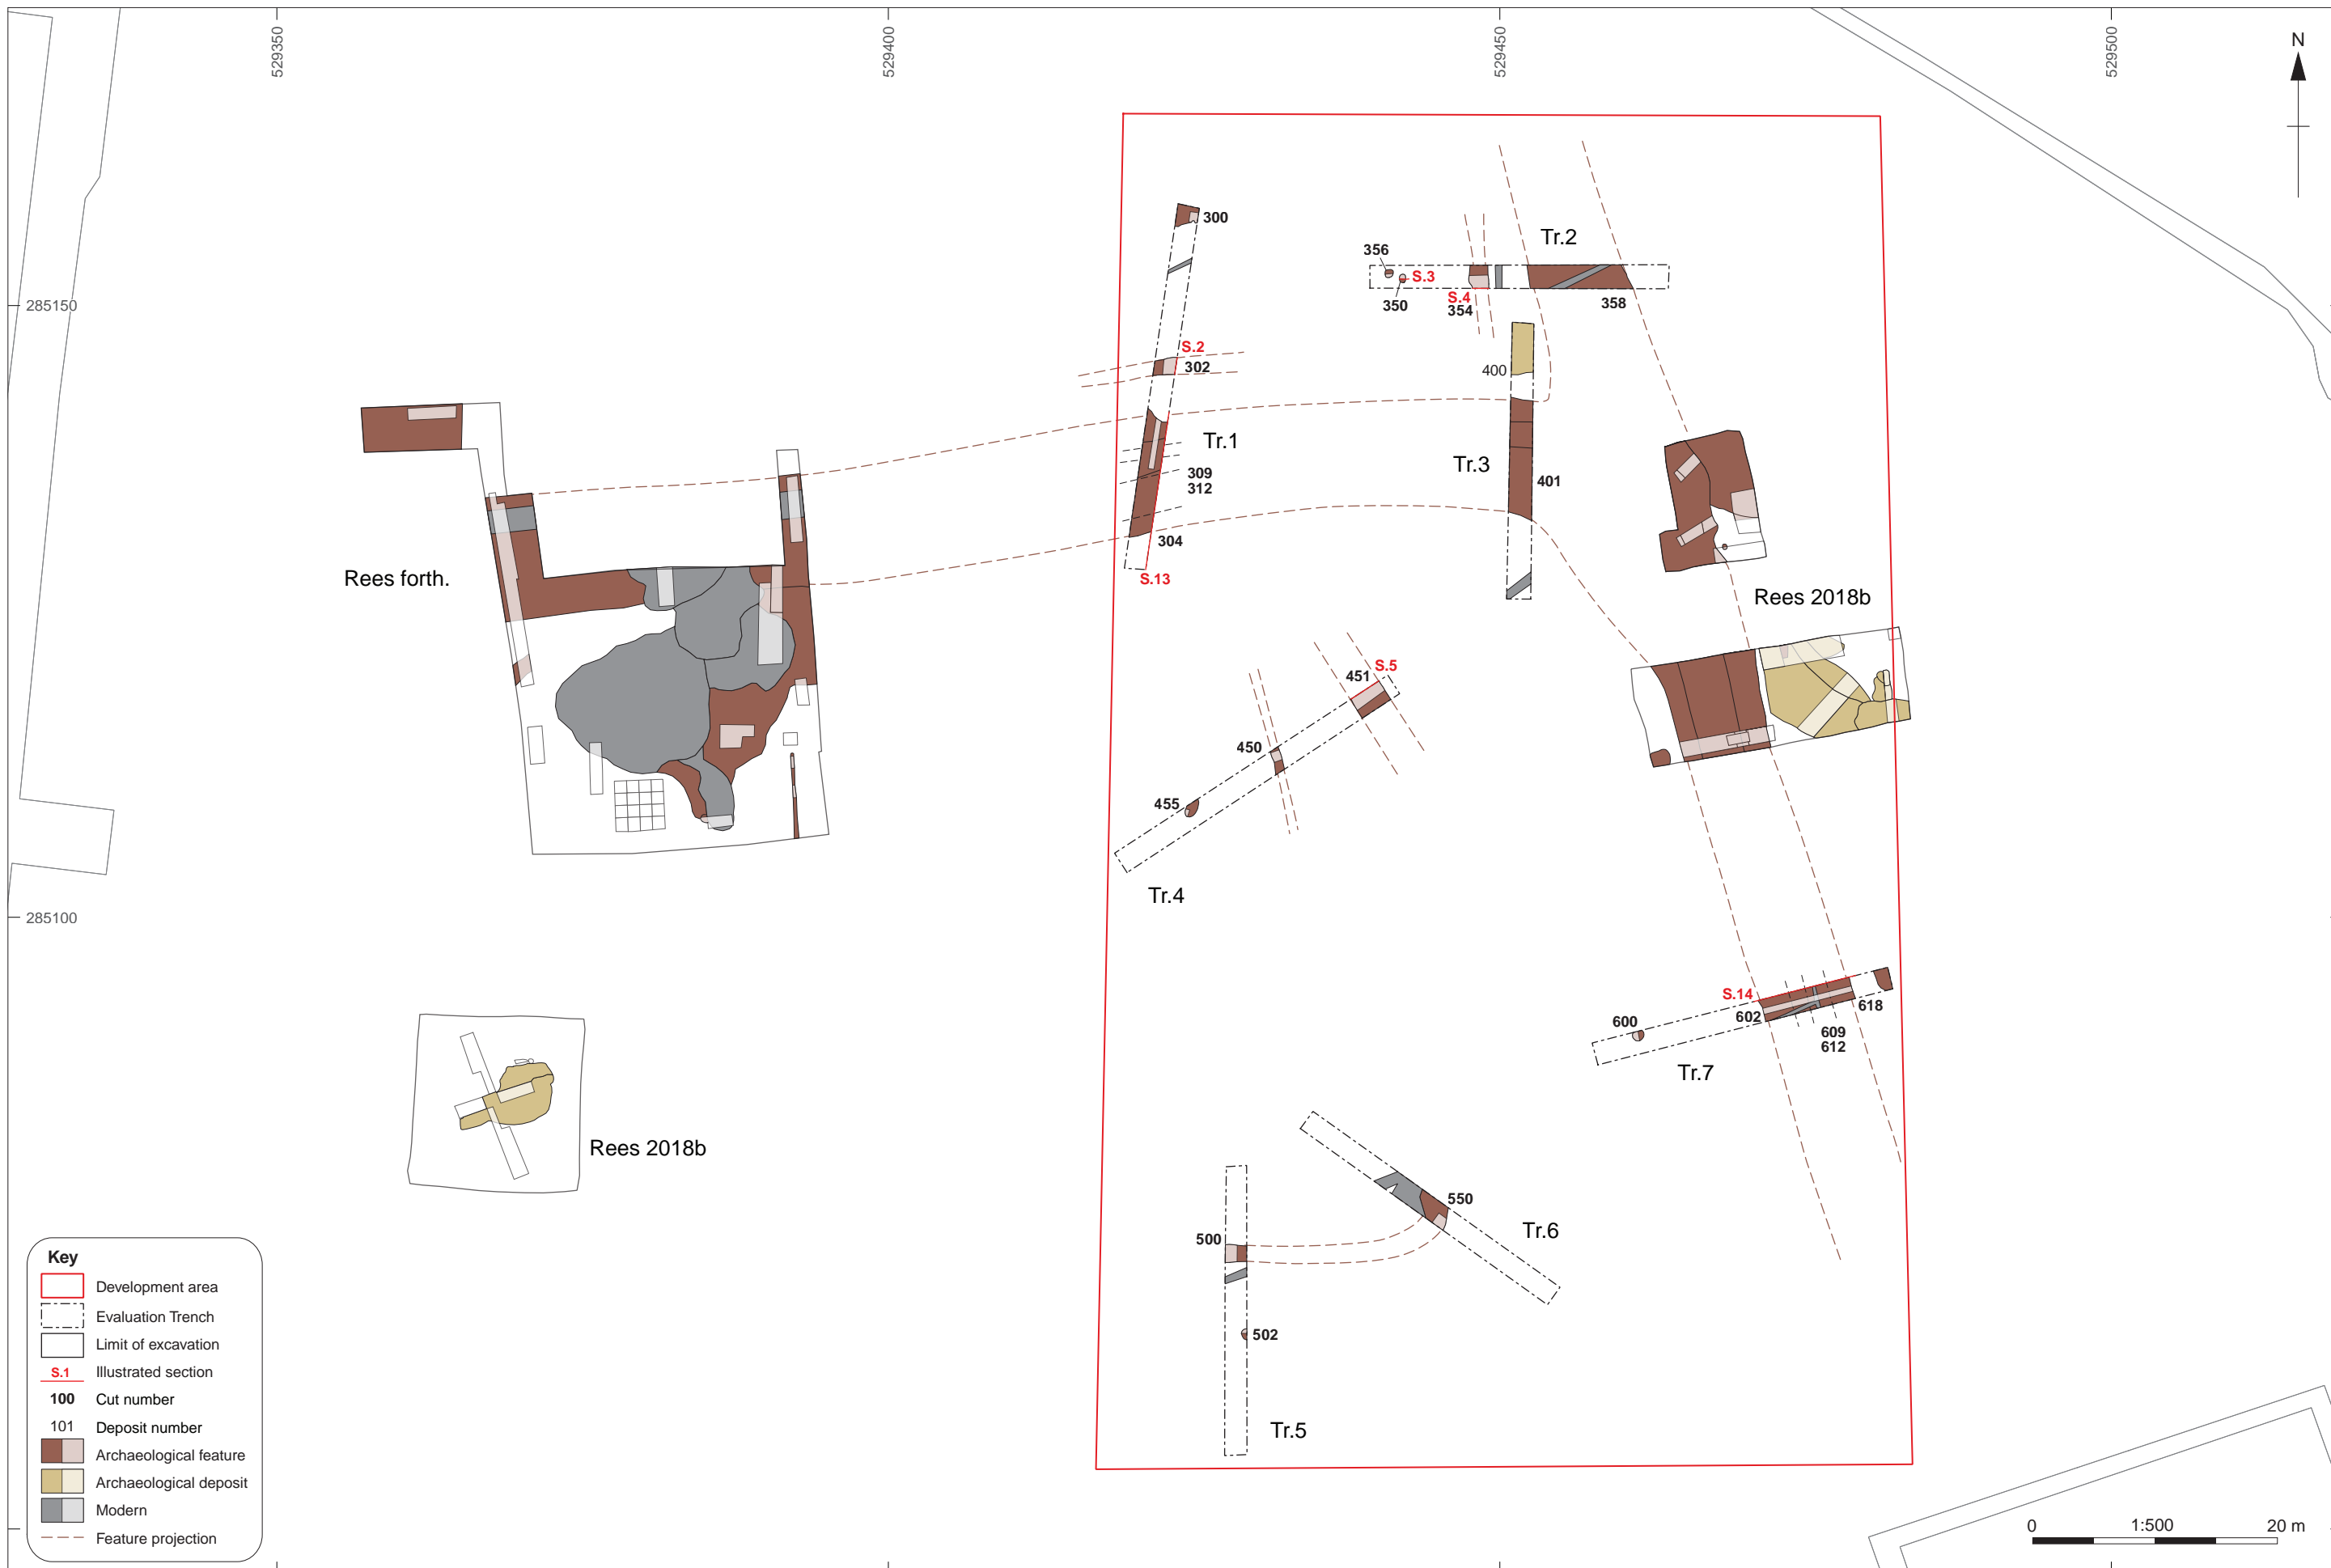 529350
529400
529450
529500
N
285150
285100
300
S.2
302
Tr.1
309
312
304
S.13
356
S.3
350
S.4
354
Tr.2
358
400
Tr.3
401
Rees forth.
Rees 2018b
S.5
451
450
455
Tr.4
S.14
602
618
600
609
612
Tr.7
Rees 2018b
550
Tr.6
500
502
Tr.5
Key
Development area
Evaluation Trench
Limit of excavation
S.1 Illustrated section
100 Cut number
101 Deposit number
Archaeological feature
Archaeological deposit
Modern
Feature projection
0 1:500 20 m